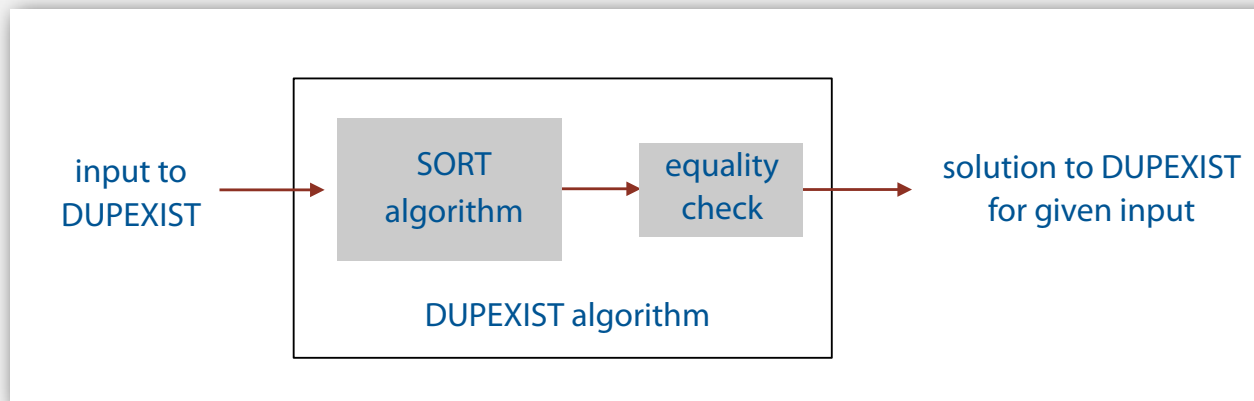 input to
DUPEXIST
SORT
algorithm
equality
check
DUPEXIST algorithm
solution to DUPEXIST
for given input